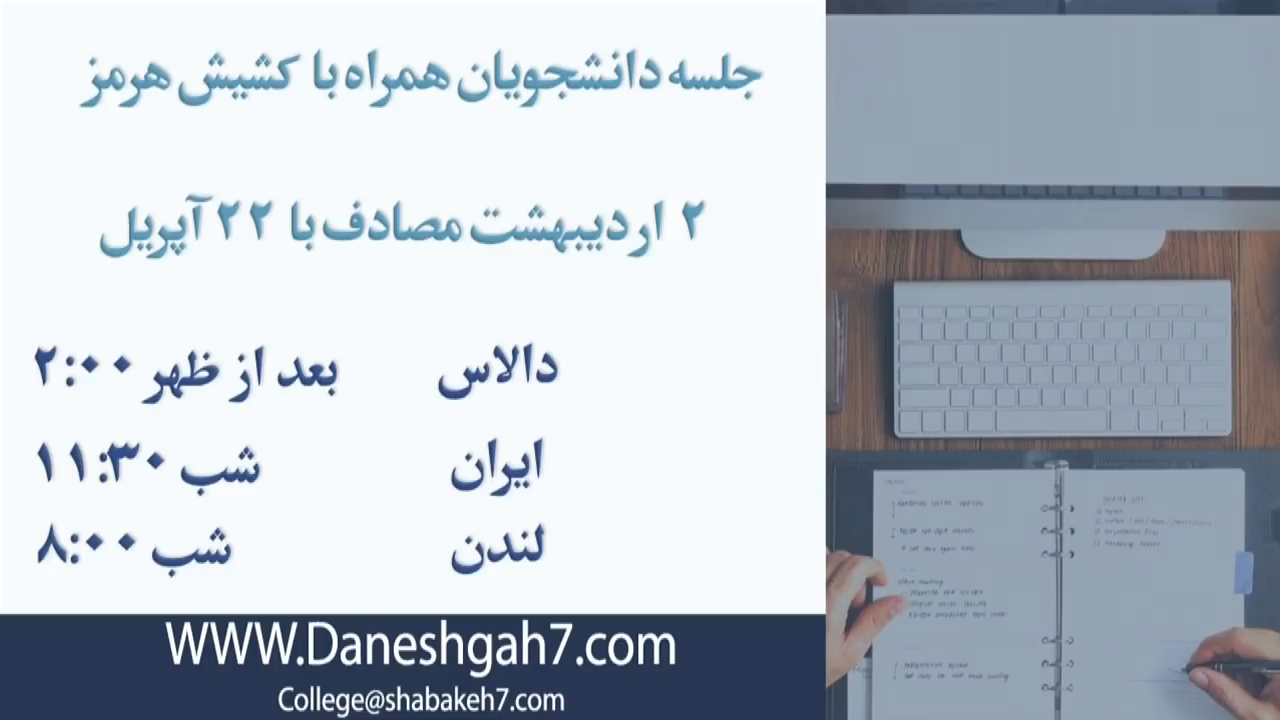 جلسه دانشجویان همراه با کشیش هرمز
۲ اردیبهشت مصادف با ۲۲ آپریل
دالاس بعد از ظهر ۲:۰۰
ایران شب ۱۱:۳۰
لندن شب ۸:۰۰
WWW.Daneshgah7.com
College@shabakeh7.com